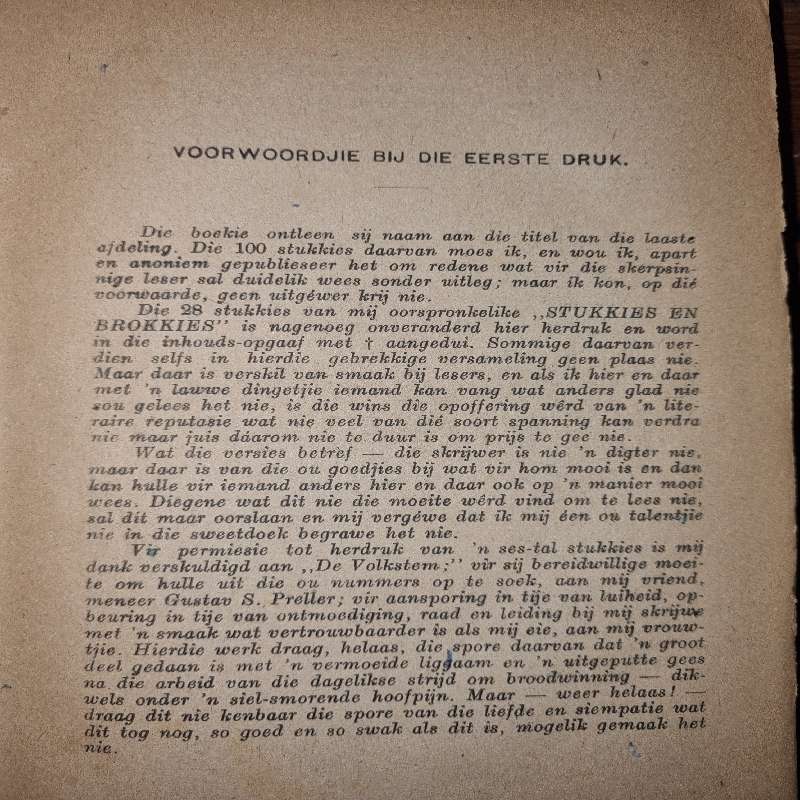 VOORWOORDJIE BIJ DIE EERSTE DRUK.
Die boekie ontleen sij naam aan die titel van die laaste
afdeling. Die 100 stukkies daarvan moes ik, en wou ik, apart
en anoniem gepublieseer het om redene wat vir die skerpsin-
nige leser sal duidelik wees sonder uitleg; maar ik kon, op dié
voorwaarde, geen uitgéwer krij nie.
Die 28 stukkies van mij oorspronkelike ,,STUKKIES EN
BROKKIES” is nagenoeg onveranderd hier herdruk en word
in die inhouds-opgaaf met † aangedui. Sommige daarvan ver-
dien selfs in hierdie gebrekkige versameling geen plaas nie.
Maar daar is verskil van smaak bij lesers, en als ik hier en daar
met 'n lauwe dingetjie iemand kan vang wat anders glad nie
sou gelees het nie, is die wins die opoffering wêrd van 'n lite-
raire reputasie wat nie veel van dié soort spanning kan verdra
nie maar juis dáarom nie te duur is om prijs te gee nie.
Wat die versies betref — die skrijwer is nie 'n digter nie,
maar daar is van die ou goedjies bij wat vir hom mooi is en dan
kan hulle vir iemand anders hier en daar ook op 'n manier mooi
wees. Diegene wat dit nie die moeite wêrd vind om te lees nie,
sal dit maar oorslaan en mij vergéwe dat ik mij éen ou talentjie
nie in die sweetdoek begrawe het nie.
Vir permiesie tot herdruk van 'n ses-tal stukkies is mij
dank verskuldigd aan ,,De Volkstem;” vir sij bereidwillige moei-
te om hulle uit die ou nummers op te soek, aan mij vriend,
meneer Gustav S. Preller; vir aansporing in tije van luiheid, op-
beuring in tije van ontmoediging, raad en leiding bij mij skrijwe
met 'n smaak wat vertrouwbaarder is als mij eie, aan mij vrouw-
tjie. Hierdie werk draag, helaas, die spore daarvan dat 'n groot
deel gedaan is met 'n vermoeide liggaam en 'n uitgeputte gees
na die arbeid van die dagelikse strijd om broodwinning — dik-
wels onder 'n siel-smorende hoofpijn. Maar — weer helaas! —
draag dit nie kenbaar die spore van die liefde en siempatie wat
dit tog nog, so goed en so swak als dit is, mogelik gemaak het
nie.